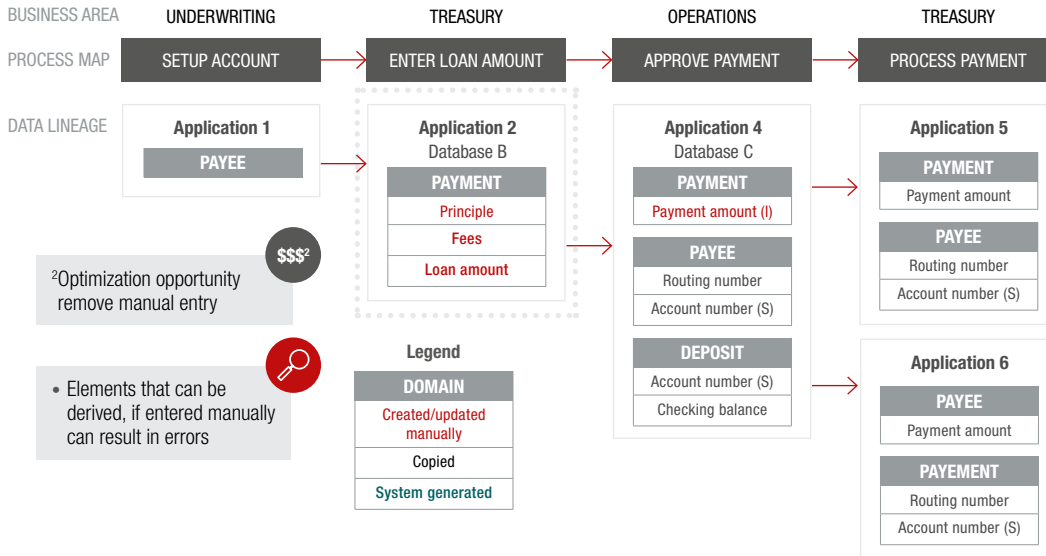 BUSINESS AREA
UNDERWRITING
TREASURY
OPERATIONS
TREASURY
PROCESS MAP
SETUP ACCOUNT
ENTER LOAN AMOUNT
APPROVE PAYMENT
PROCESS PAYMENT
DATA LINEAGE
Application 1
PAYEE
Application 2
Database B
PAYMENT
Principle
Fees
Loan amount
Application 4
Database C
PAYMENT
Payment amount (I)
PAYEE
Routing number
Account number (S)
DEPOSIT
Account number (S)
Checking balance
Application 5
PAYMENT
Payment amount
PAYEE
Routing number
Account number (S)
Application 6
PAYEE
Payment amount
PAYEMENT
Routing number
Account number (S)
$$$²
²Optimization opportunity
remove manual entry
• Elements that can be
derived, if entered manually
can result in errors
Legend
DOMAIN
Created/updated
manually
Copied
System generated